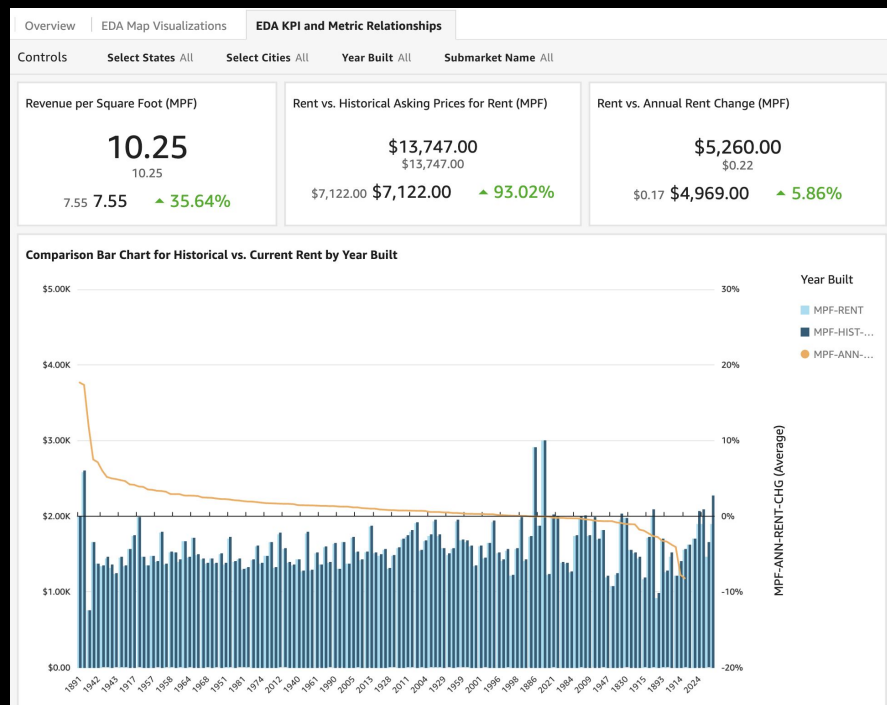 Overview
EDA Map Visualizations
EDA KPI and Metric Relationships
Controls
Select States All
Select Cities All
Year Built All
Submarket Name All
Revenue per Square Foot (MPF)
10.25
10.25
7.55 7.55 35.64%
Rent vs. Historical Asking Prices for Rent (MPF)
$13,747.00
$13,747.00
$7,122.00 $7,122.00 93.02%
Rent vs. Annual Rent Change (MPF)
$5,260.00
$0.22
$0.17 $4,969.00 5.86%
Comparison Bar Chart for Historical vs. Current Rent by Year Built
$5.00K
$4.00K
$3.00K
$2.00K
$1.00K
$0.00
30%
20%
10%
0%
-10%
-20%
MPF-ANN-RENT-CHG (Average)
Year Built
MPF-RENT
MPF-HIST-...
MPF-ANN-...
1891
1942
1943
1917
1957
1958
1964
1968
1951
1981
1974
2012
1940
1961
1990
2005
2013
1928
2011
2004
1929
1959
2001
1996
1998
1886
2021
1984
2009
1947
1830
1915
1893
1914
2024